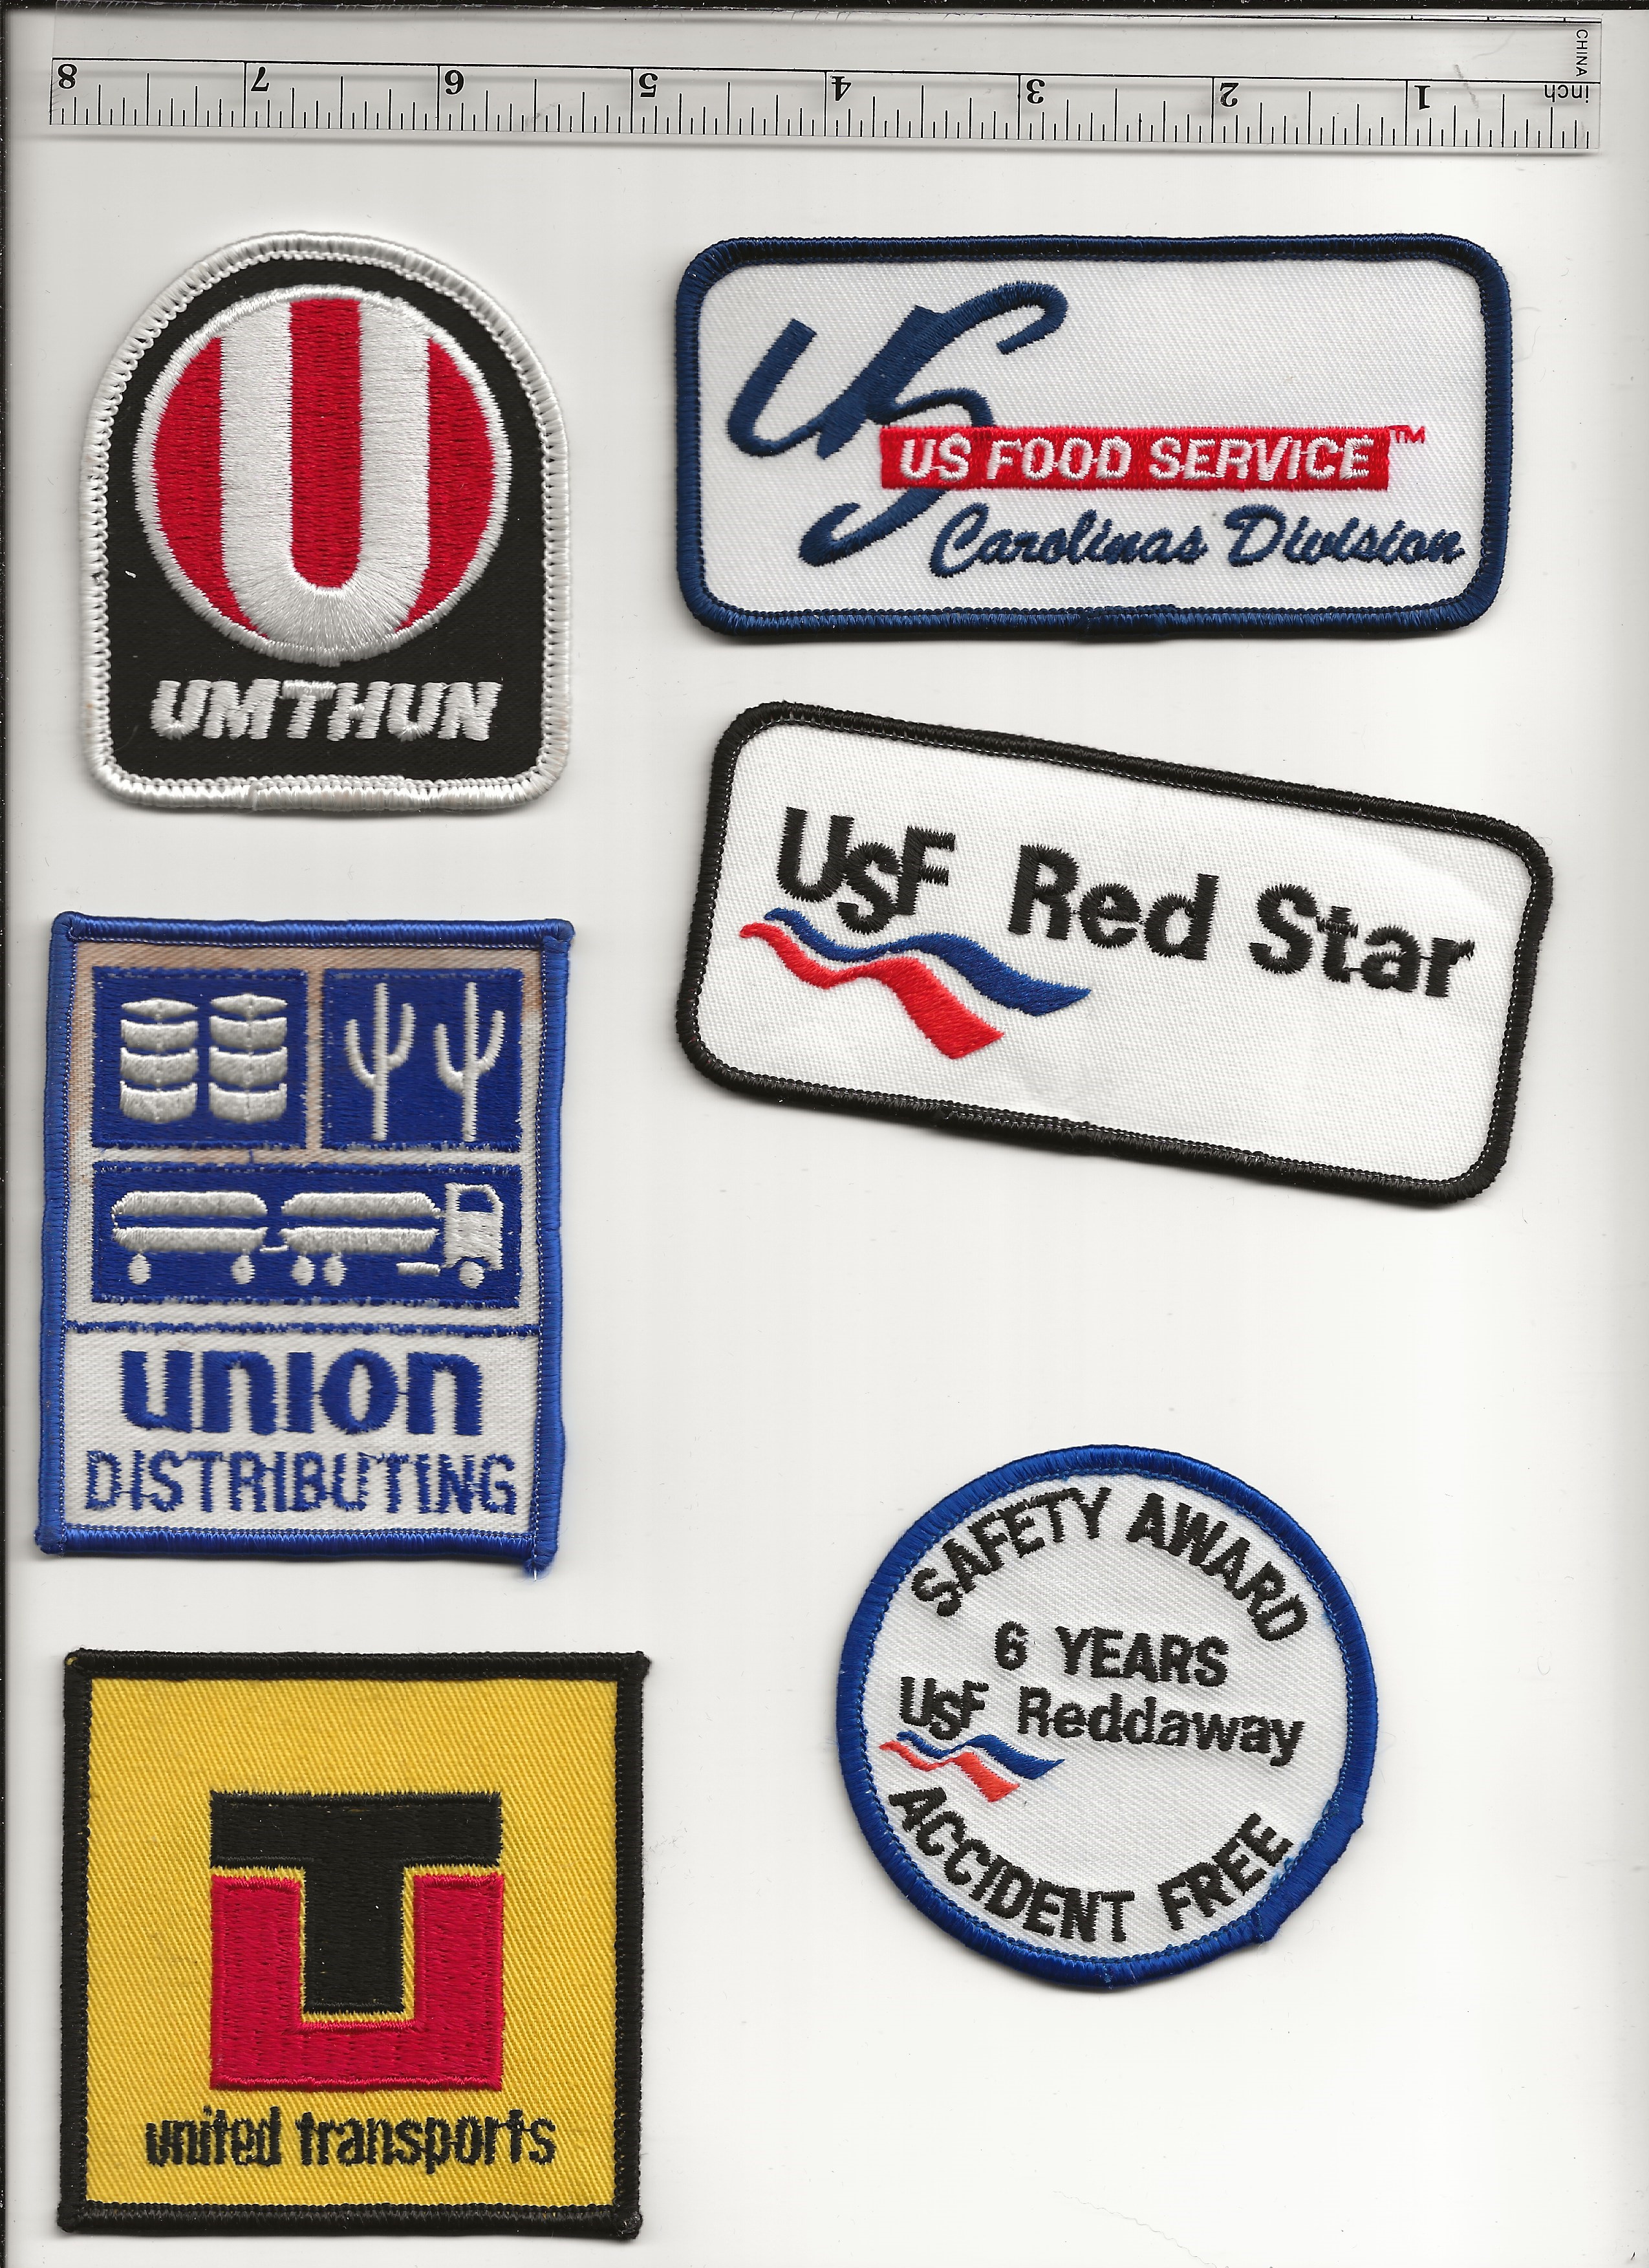 CHINA
inch
8 7 6 5 4 3 2 1
U
UMTHUN
US
US FOOD SERVICE™
Carolinas Division
USF Red Star
union
DISTRIBUTING
SAFETY AWARD
6 YEARS
USF Reddaway
ACCIDENT FREE
UT
united transports